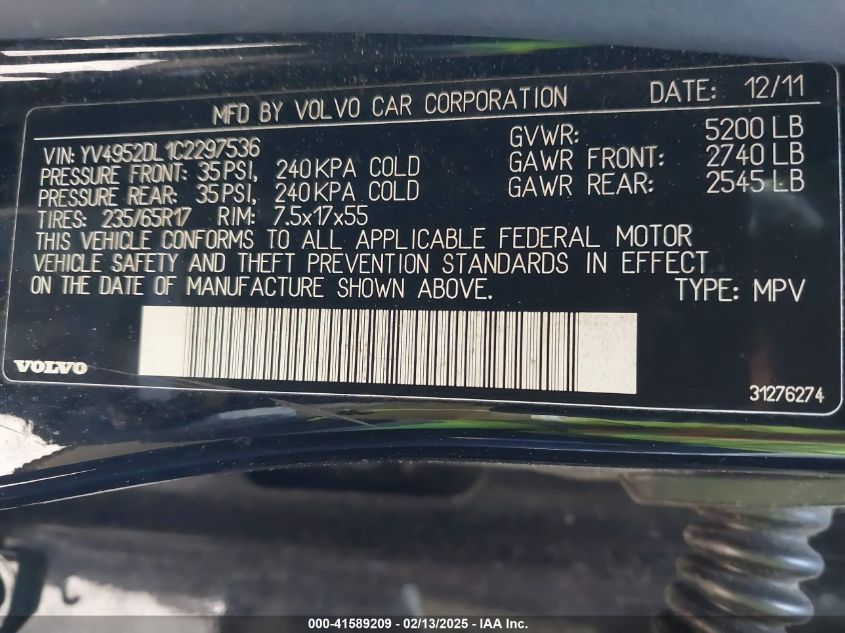 MFD BY VOLVO CAR CORPORATION DATE: 12/11
VIN: YV4952DL1C2297536 GVWR: 5200 LB
PRESSURE FRONT: 35 PSI, 240 KPA COLD GAWR FRONT: 2740 LB
PRESSURE REAR: 35 PSI, 240 KPA COLD GAWR REAR: 2545 LB
TIRES: 235/65R17 RIM: 7.5x17x55
THIS VEHICLE CONFORMS TO ALL APPLICABLE FEDERAL MOTOR
VEHICLE SAFETY AND THEFT PREVENTION STANDARDS IN EFFECT
ON THE DATE OF MANUFACTURE SHOWN ABOVE. TYPE: MPV
VOLVO
31276274
000-41589209 - 02/13/2025 - IAA Inc.